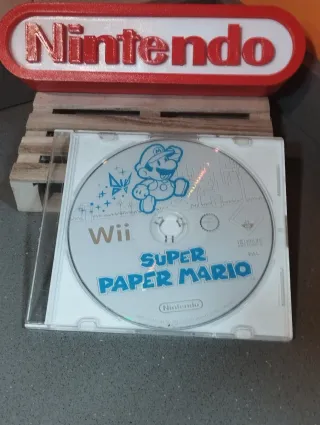 Nintendo
Wii
SUPER
PAPER MARIO
Nintendo